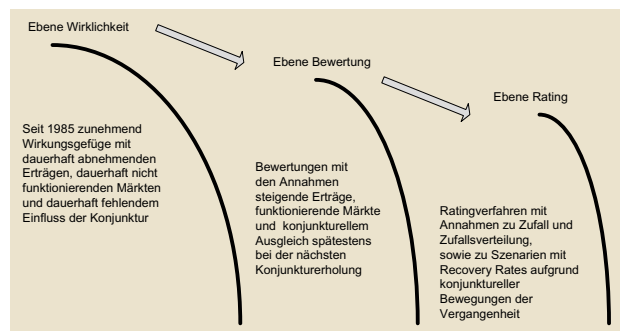 Ebene Wirklichkeit
Seit 1985 zunehmend
Wirkungsgefüge mit
dauerhaft abnehmenden
Erträgen, dauerhaft nicht
funktionierenden Märkten
und dauerhaft fehlendem
Einfluss der Konjunktur
Ebene Bewertung
Bewertungen mit
den Annahmen
steigende Erträge,
funktionierende Märkte
und konjunkturellem
Ausgleich spätestens
bei der nächsten
Konjunkturerholung
Ebene Rating
Ratingverfahren mit
Annahmen zu Zufall und
Zufallsverteilung,
sowie zu Szenarien mit
Recovery Rates aufgrund
konjunktureller
Bewegungen der
Vergangenheit